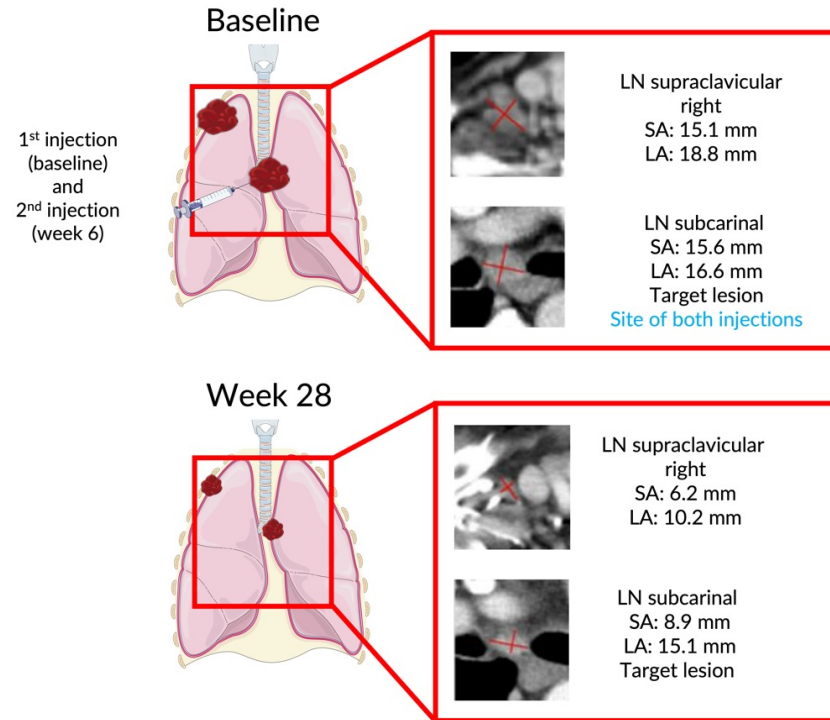 Baseline
1st injection
(baseline)
and
2nd injection
(week 6)
LN supraclavicular
right
SA: 15.1 mm
LA: 18.8 mm
LN subcarinal
SA: 15.6 mm
LA: 16.6 mm
Target lesion
Site of both injections
Week 28
LN supraclavicular
right
SA: 6.2 mm
LA: 10.2 mm
LN subcarinal
SA: 8.9 mm
LA: 15.1 mm
Target lesion